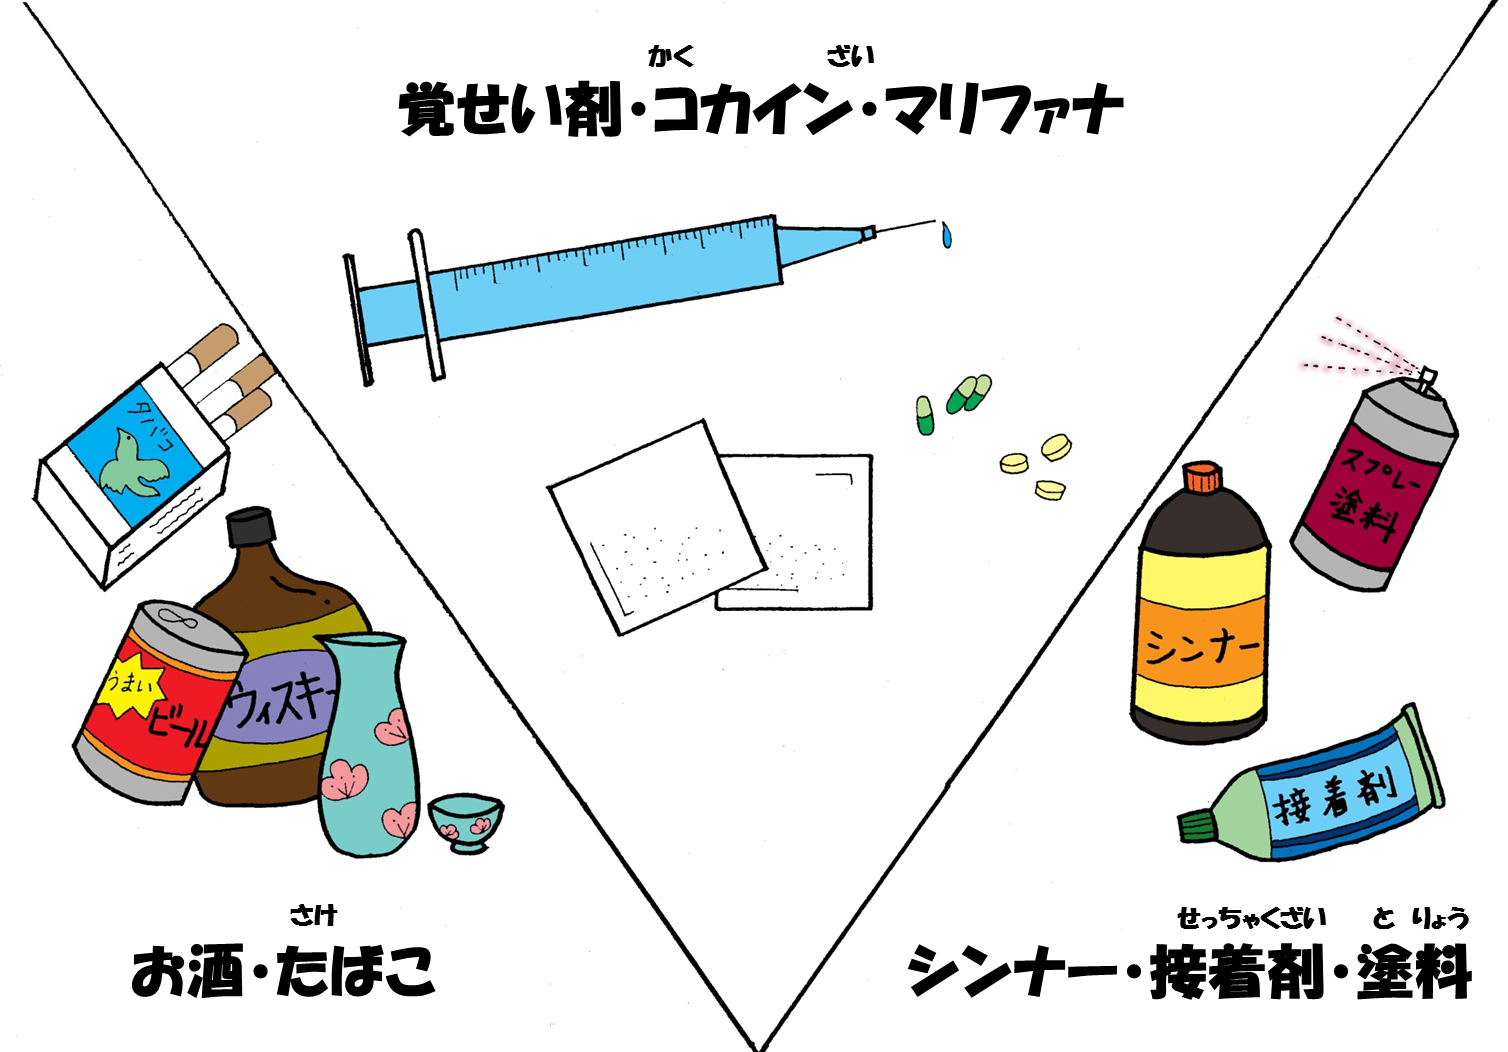 かく ざい
覚せい剤・コカイン・マリファナ
タバコ
うまい
ビール
ウィスキー
スプレー
塗料
シンナー
接着剤
さけ
お酒・たばこ
せっちゃくざい と りょう
シンナー・接着剤・塗料